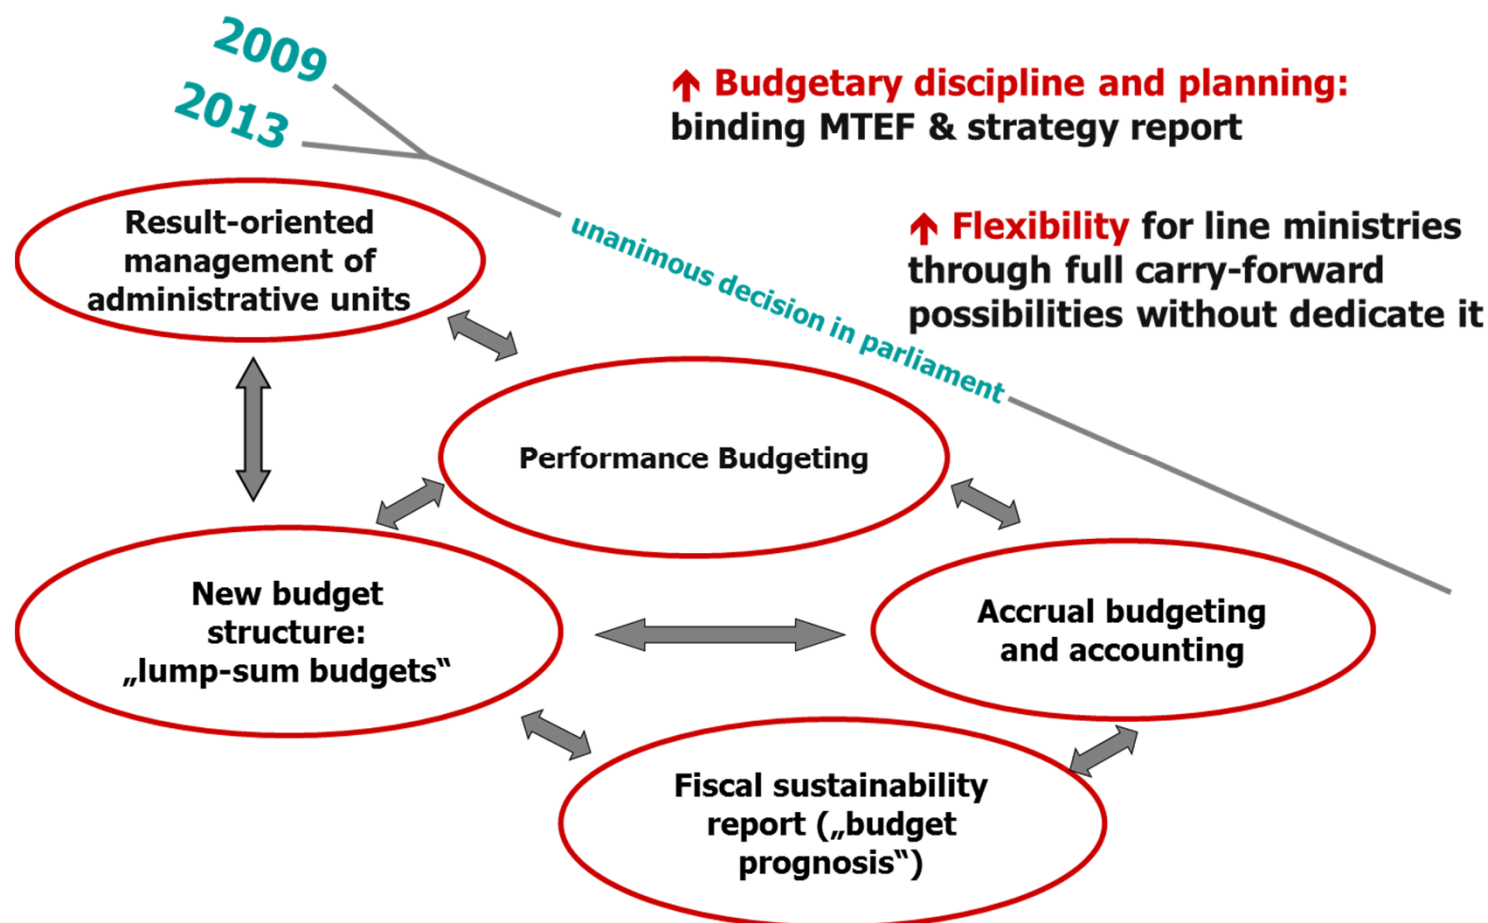 2009
2013
↑ Budgetary discipline and planning:
binding MTEF & strategy report
↑ Flexibility for line ministries
through full carry-forward
possibilities without dedicate it
unanimous decision in parliament
Result-oriented
management of
administrative units
Performance Budgeting
New budget
structure:
„lump-sum budgets‟
Accrual budgeting
and accounting
Fiscal sustainability
report („budget
prognosis‟)